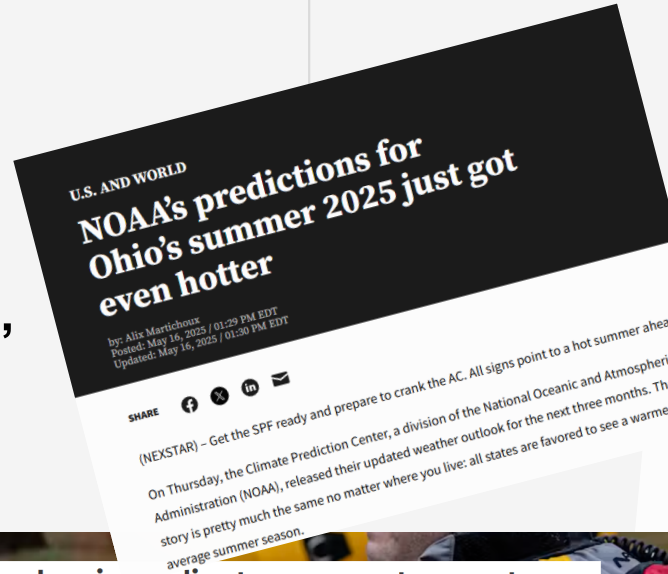 U.S. AND WORLD
NOAA's predictions for
Ohio's summer 2025 just got
even hotter
,
by: Alix Martichoux
Posted: May 16, 2025 / 01:29 PM EDT
Updated: May 16, 2025 / 01:30 PM EDT
SHARE
(NEXSTAR) – Get the SPF ready and prepare to crank the AC. All signs point to a hot summer
On Thursday, the Climate Prediction Center, a division of the National Oceanic and
Administration (NOAA), released their updated weather outlook for the next three months.
story is pretty much the same no matter where you live: all states are favored to see a
average summer season.